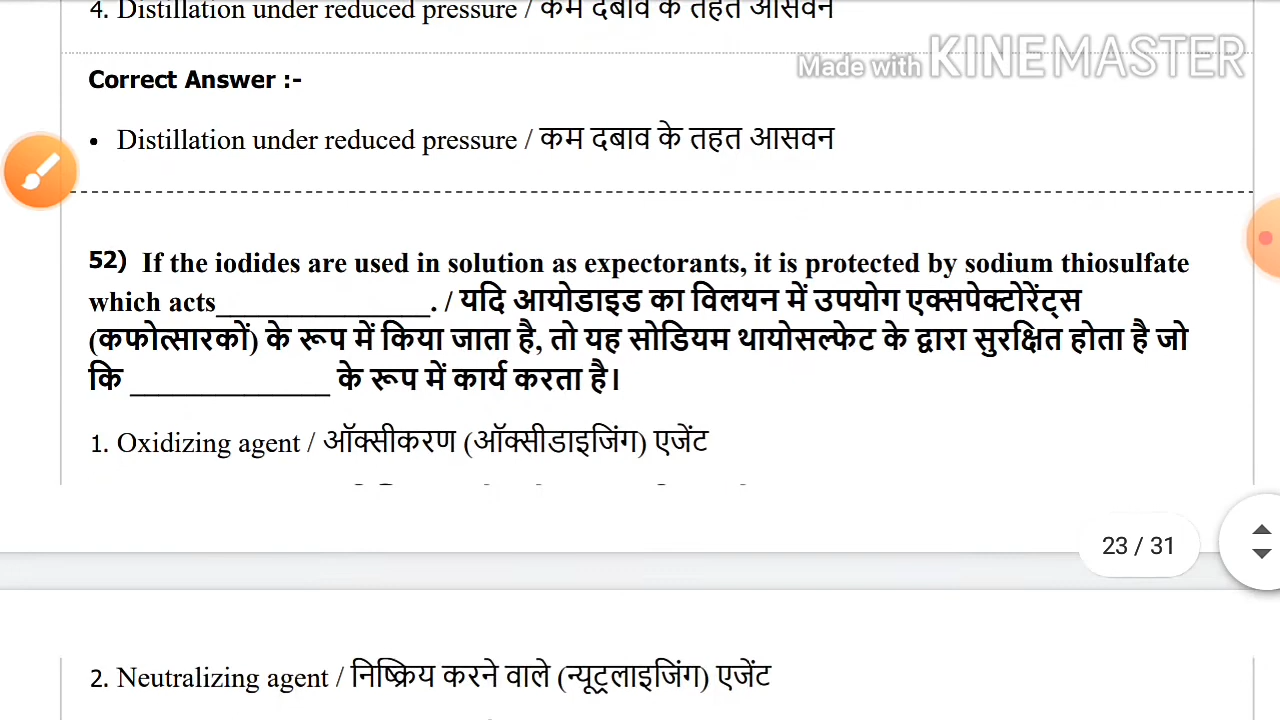 4. Distillation under reduced pressure / कम दबाव के तहत आसवन
Made with KINEMASTER
Correct Answer :-
• Distillation under reduced pressure / कम दबाव के तहत आसवन
52) If the iodides are used in solution as expectorants, it is protected by sodium thiosulfate
which acts______________. / यदि आयोडाइड का विलयन में उपयोग एक्सपेक्टोरेंट्स
(कफोत्सारकों) के रूप में किया जाता है, तो यह सोडियम थायोसल्फेट के द्वारा सुरक्षित होता है जो
कि ______________ के रूप में कार्य करता है।
1. Oxidizing agent / ऑक्सीकरण (ऑक्सीडाइजिंग) एजेंट
23 / 31
2. Neutralizing agent / निष्क्रिय करने वाले (न्यूट्रलाइजिंग) एजेंट